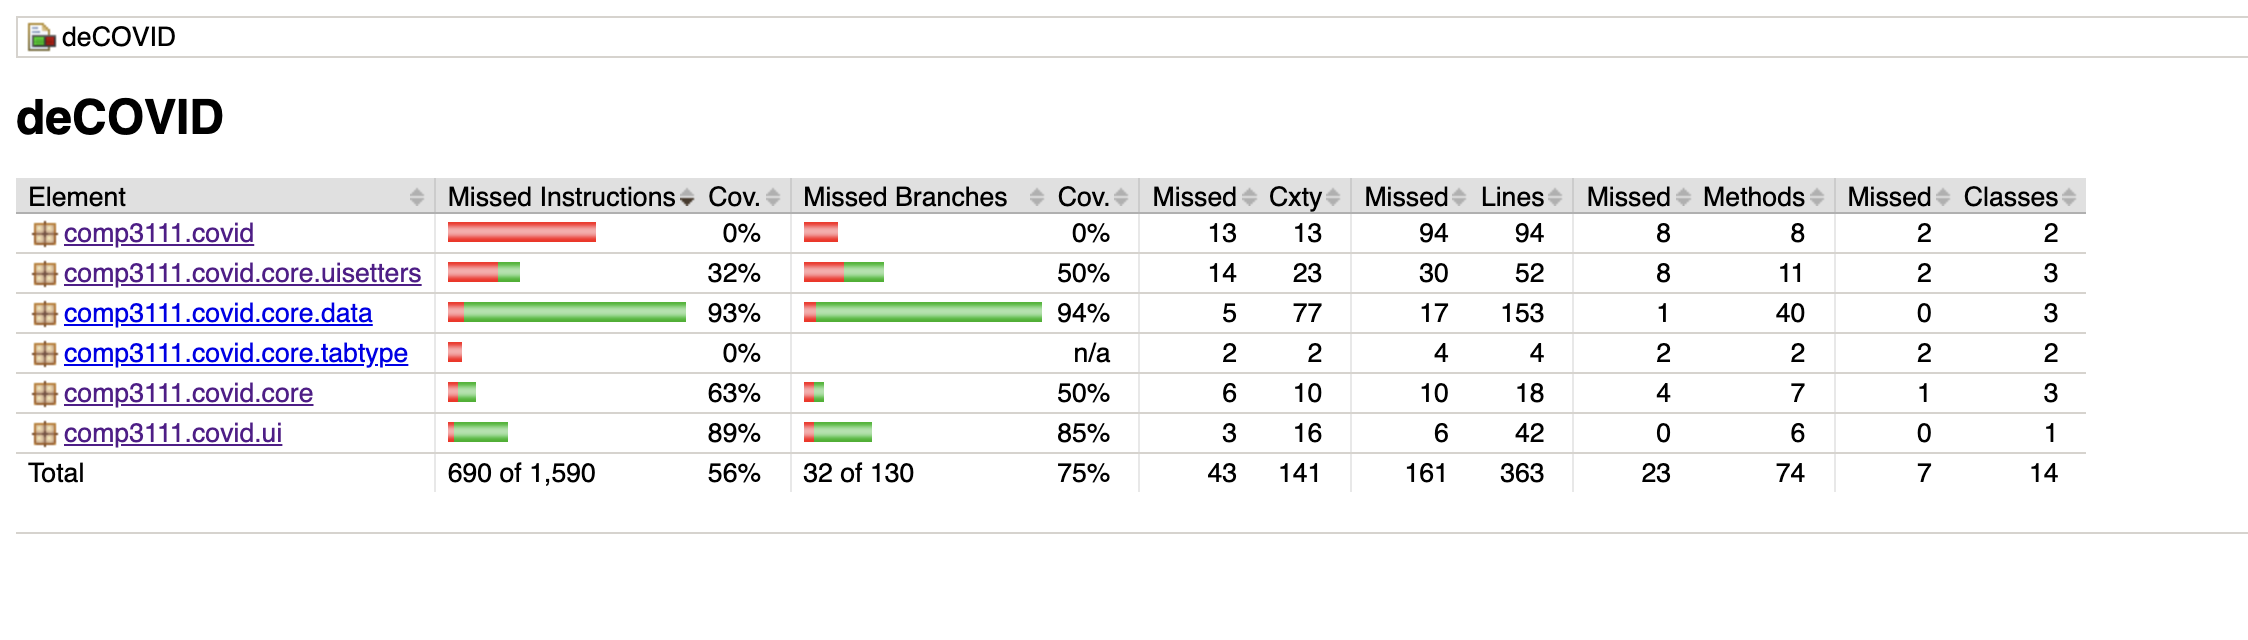 deCOVID
deCOVID
Element Missed Instructions Cov. Missed Branches Cov. Missed Cxty Missed Lines Missed Methods Missed Classes
comp3111.covid 0% 0% 13 13 94 94 8 8 2 2
comp3111.covid.core.uisetters 32% 50% 14 23 30 52 8 11 2 3
comp3111.covid.core.data 93% 94% 5 77 17 153 1 40 0 3
comp3111.covid.core.tabtype 0% n/a 2 2 4 4 2 2 2 2
comp3111.covid.core 63% 50% 6 10 10 18 4 7 1 3
comp3111.covid.ui 89% 85% 3 16 6 42 0 6 0 1
Total 690 of 1,590 56% 32 of 130 75% 43 141 161 363 23 74 7 14